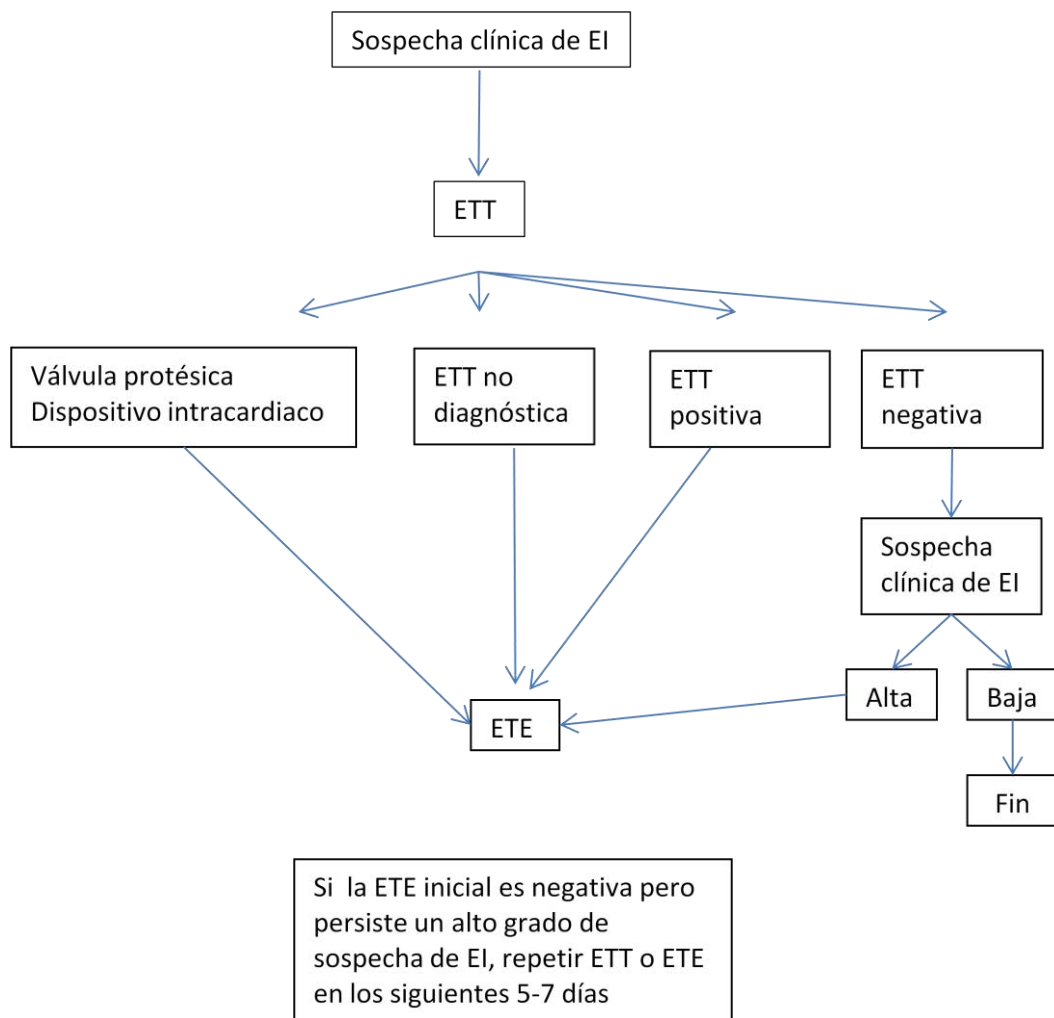 Sospecha clínica de EI
ETT
Válvula protésica
Dispositivo intracardiaco
ETT no
diagnóstica
ETT
positiva
ETT
negativa
Sospecha
clínica de EI
Alta
Baja
ETE
Fin
Si la ETE inicial es negativa pero
persiste un alto grado de
sospecha de EI, repetir ETT o ETE
en los siguientes 5-7 días